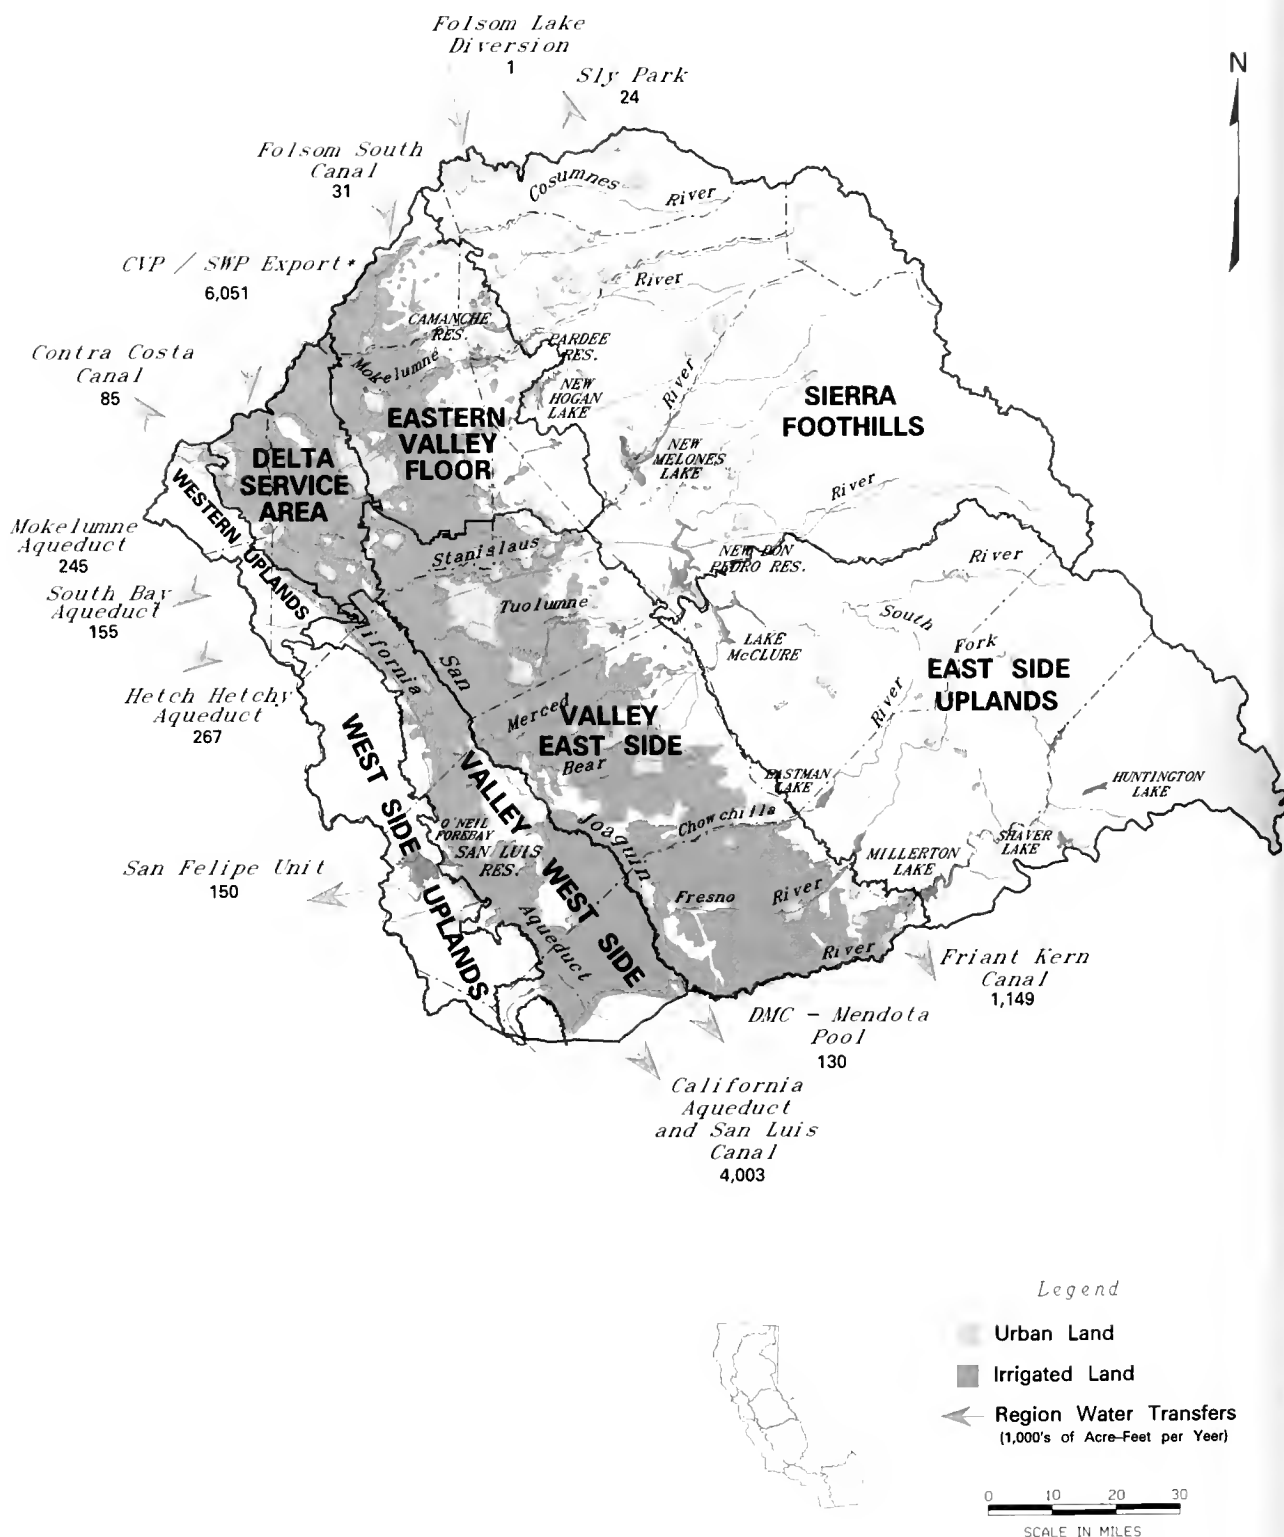 Folsom Lake
Diversion
1
Sly Park
24
N
Folsom South
Canal
31
Cosumnes River
CVP / SWP Export*
6,051
River
CAMANCHE
RES.
PARDEE
RES.
Mokelumne
Contra Costa
Canal
85
NEW
HOGAN
LAKE
River
SIERRA
FOOTHILLS
EASTERN
VALLEY
FLOOR
DELTA
SERVICE
AREA
NEW
MELONES
LAKE
River
WESTERN UPLANDS
Mokelumne
Aqueduct
245
Stanislaus
NEW DON
PEDRO RES.
River
South Bay
Aqueduct
155
Tuolumne
South
Fork
LAKE
McCLURE
California
San
Hetch Hetchy
Aqueduct
267
EAST SIDE
UPLANDS
River
Merced
VALLEY
EAST SIDE
Bear
WEST SIDE
UPLANDS
VALLEY
WEST SIDE
EASTMAN
LAKE
HUNTINGTON
LAKE
Joaquin
Chowchilla
O'NEIL
FOREBAY
SAN LUIS
RES.
SHAVER
LAKE
MILLERTON
LAKE
San Felipe Unit
150
Fresno River
Aqueduct
River
Friant Kern
Canal
1,149
DMC - Mendota
Pool
130
California
Aqueduct
and San Luis
Canal
4,003
Legend
Urban Land
Irrigated Land
Region Water Transfers
(1,000's of Acre-Feet per Year)
0 10 20 30
SCALE IN MILES